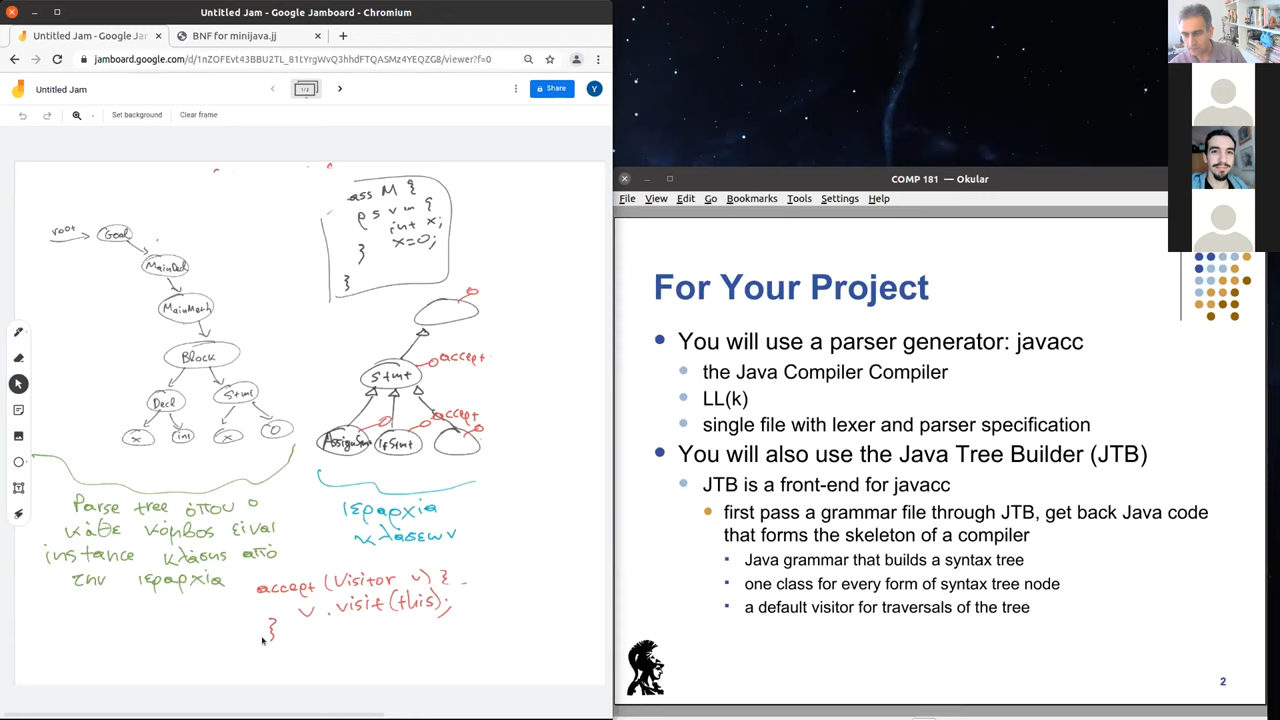 Untitled Jam - Google Jamboard - Chromium
Untitled Jam - Google Ja
BNF for minijava.jj
jamboard.google.com/d/1nZOFEvt43BBU2TL_81tYrgWvQ3hhdFTQASMz4YEQZG8/viewer?f=0
Untitled Jam
1/2
Share
Y
Set background
Clear frame
ass M {
p s v m {
int x;
x=0;
}
}
root
Goal
MainDecl
MainMeth
Block
Decl
Stmt
x
int
x
0
Stmt
accept
accept
AssignStm
IfStmt
Parse tree όπου ο
κάθε κόμβος είναι
instance κλάσης από
την ιεραρχία
ιεραρχία
κλάσεων
accept (Visitor v) {
v.visit(this);
}
COMP 181 — Okular
File View Edit Go Bookmarks Tools Settings Help
For Your Project
You will use a parser generator: javacc
the Java Compiler Compiler
LL(k)
single file with lexer and parser specification
You will also use the Java Tree Builder (JTB)
JTB is a front-end for javacc
first pass a grammar file through JTB, get back Java code
that forms the skeleton of a compiler
Java grammar that builds a syntax tree
one class for every form of syntax tree node
a default visitor for traversals of the tree
2